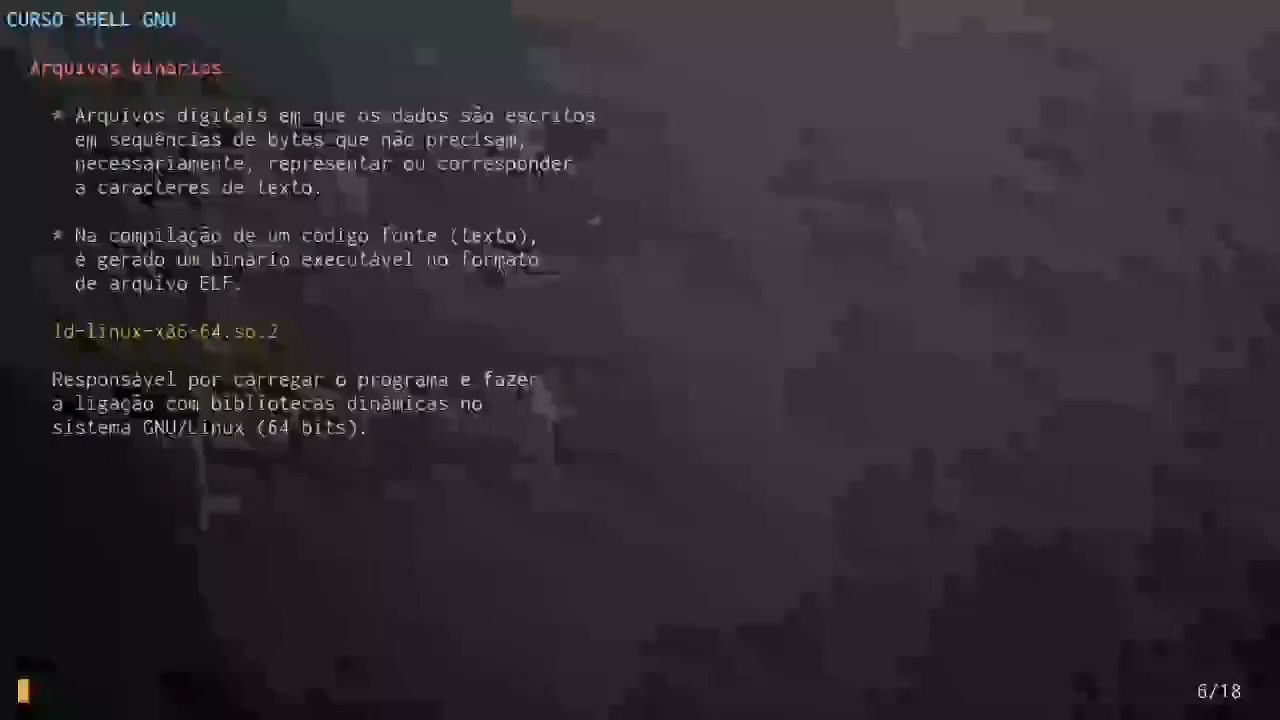 CURSO SHELL GNU
Arquivos binários
* Arquivos digitais em que os dados são escritos
em sequências de bytes que não precisam,
necessariamente, representar ou corresponder
a caracteres de texto.
* Na compilação de um código fonte (texto),
é gerado um binário executável no formato
de arquivo ELF.
ld-linux-x86-64.so.2
Responsável por carregar o programa e fazer
a ligação com bibliotecas dinâmicas no
sistema GNU/Linux (64 bits).
6/18